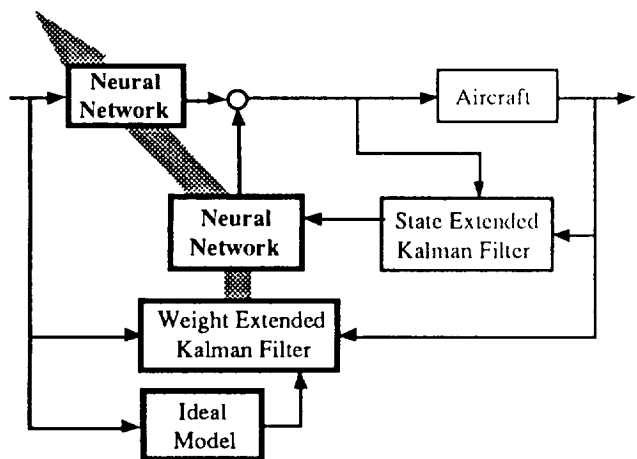 Neural
Network
Aircraft
Neural
Network
State Extended
Kalman Filter
Weight Extended
Kalman Filter
Ideal
Model